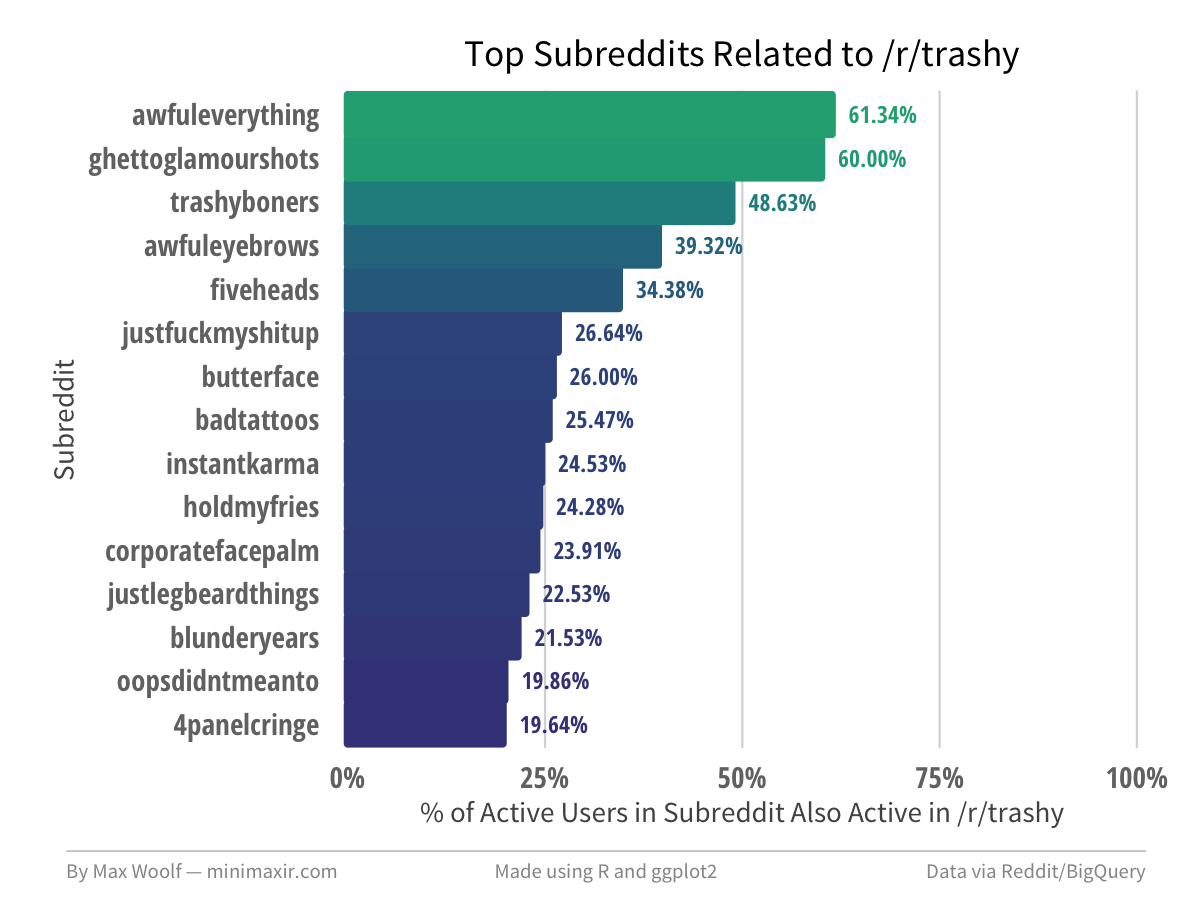 Top Subreddits Related to /r/trashy
awfuleverything 61.34%
ghettoglamourshots 60.00%
trashyboners 48.63%
awfuleyebrows 39.32%
fiveheads 34.38%
justfuckmyshitup 26.64%
butterface 26.00%
badtattoos 25.47%
instantkarma 24.53%
holdmyfries 24.28%
corporatefacepalm 23.91%
justlegbeardthings 22.53%
blunderyears 21.53%
oopsdidntmeanto 19.86%
4panelcringe 19.64%
Subreddit
0% 25% 50% 75% 100%
% of Active Users in Subreddit Also Active in /r/trashy
By Max Woolf — minimaxir.com Made using R and ggplot2 Data via Reddit/BigQuery